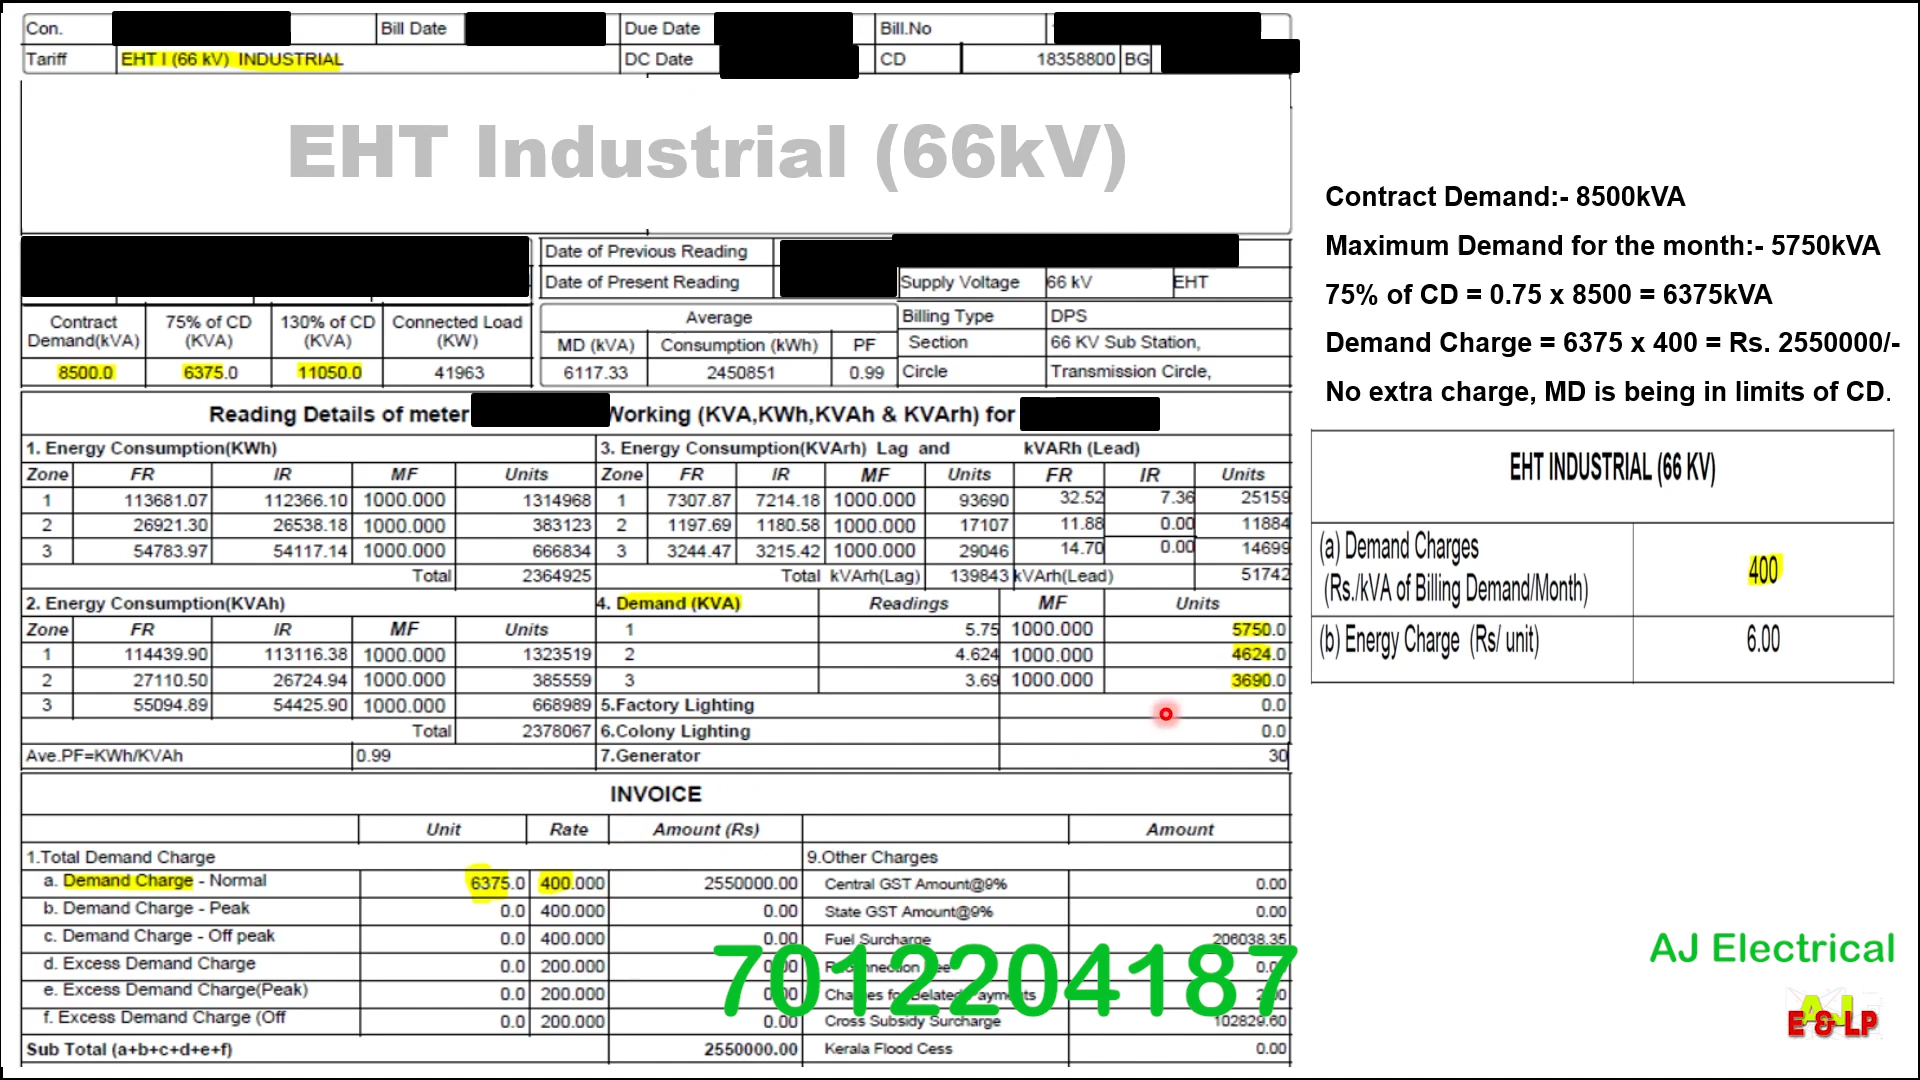 Con. Bill Date Due Date Bill.No
Tariff EHT I (66 kV) INDUSTRIAL DC Date CD 18358800 BG
EHT Industrial (66kV)
Date of Previous Reading
Date of Present Reading Supply Voltage 66 kV EHT
Contract Demand(kVA) 75% of CD (KVA) 130% of CD (KVA) Connected Load (KW) Average Billing Type DPS
MD (kVA) Consumption (kWh) PF Section 66 KV Sub Station,
8500.0 6375.0 11050.0 41963 6117.33 2450851 0.99 Circle Transmission Circle,
Reading Details of meter Working (KVA,KWh,KVAh & KVArh) for
1. Energy Consumption(KWh) 3. Energy Consumption(KVArh) Lag and kVARh (Lead)
Zone FR IR MF Units Zone FR IR MF Units FR IR Units
1 113681.07 112366.10 1000.000 1314968 1 7307.87 7214.18 1000.000 93690 32.52 7.36 25159
2 26921.30 26538.18 1000.000 383123 2 1197.69 1180.58 1000.000 17107 11.88 0.00 11884
3 54783.97 54117.14 1000.000 666834 3 3244.47 3215.42 1000.000 29046 14.70 0.00 14699
Total 2364925 Total kVArh(Lag) 139843 kVArh(Lead) 51742
2. Energy Consumption(KVAh) 4. Demand (KVA) Readings MF Units
Zone FR IR MF Units 1 5.75 1000.000 5750.0
1 114439.90 113116.38 1000.000 1323519 2 4.624 1000.000 4624.0
2 27110.50 26724.94 1000.000 385559 3 3.69 1000.000 3690.0
3 55094.89 54425.90 1000.000 668989 5.Factory Lighting 0.0
Total 2378067 6.Colony Lighting 0.0
Ave.PF=KWh/KVAh 0.99 7.Generator 30
INVOICE
Unit Rate Amount (Rs) Amount
1.Total Demand Charge 9.Other Charges
a. Demand Charge - Normal 6375.0 400.000 2550000.00 Central GST Amount@9% 0.00
b. Demand Charge - Peak 0.0 400.000 0.00 State GST Amount@9% 0.00
c. Demand Charge - Off peak 0.0 400.000 0.00 Fuel Surcharge 206038.35
d. Excess Demand Charge 0.0 200.000
e. Excess Demand Charge(Peak) 0.0 200.000 Belated Payments
f. Excess Demand Charge (Off 0.0 200.000 0.00 Cross Subsidy Surcharge 102829.60
Sub Total (a+b+c+d+e+f) 2550000.00 Kerala Flood Cess 0.00
7012204187
Contract Demand:- 8500kVA
Maximum Demand for the month:- 5750kVA
75% of CD = 0.75 x 8500 = 6375kVA
Demand Charge = 6375 x 400 = Rs. 2550000/-
No extra charge, MD is being in limits of CD.
EHT INDUSTRIAL (66 KV)
(a) Demand Charges
(Rs./kVA of Billing Demand/Month) 400
(b) Energy Charge (Rs/ unit) 6.00
AJ Electrical
AJ
E & LP